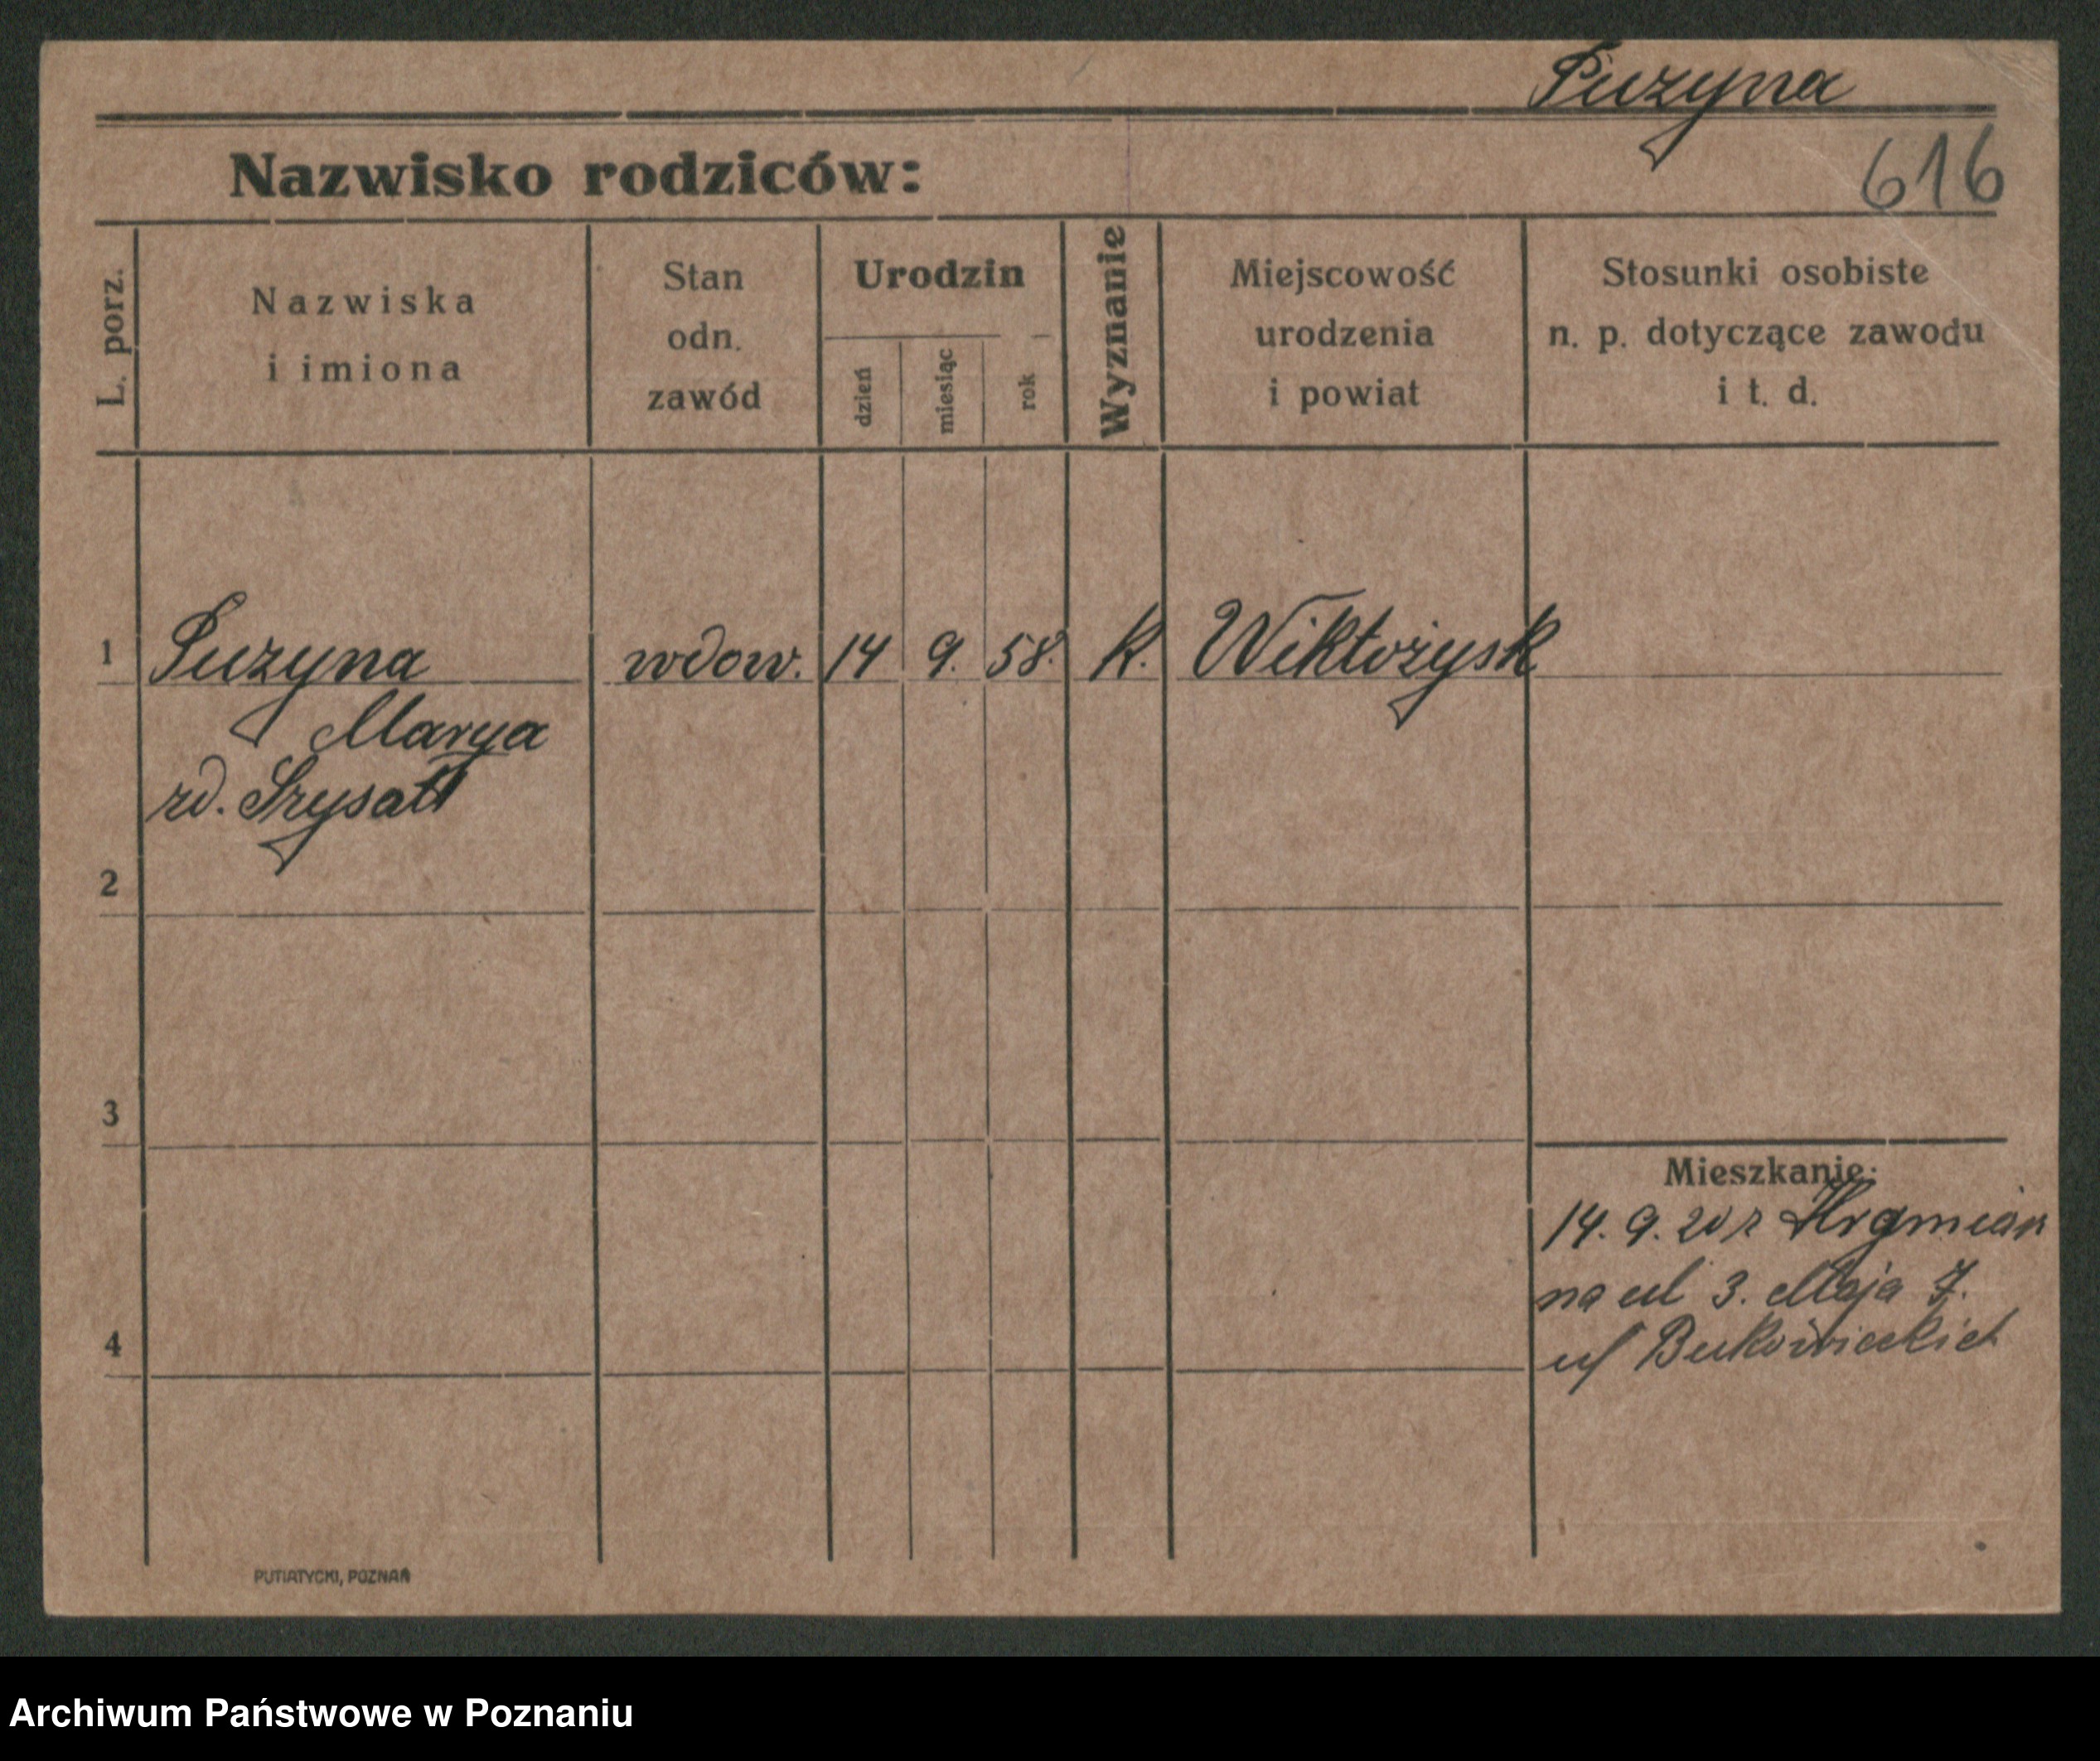 Puzyna
Nazwisko rodziców:
616
L. porz.
Nazwiska
i imiona
Stan
odn.
zawód
Urodzin
dzień
miesiąc
rok
Wyznanie
Miejscowość
urodzenia
i powiat
Stosunki osobiste
n. p. dotyczące zawodu
i t. d.
1 Puzyna wdow. 14 9. 58. k. Wiktożysk
Marya
rd.
2
3
Mieszkanie:
14. 9. 20 r
na ul 3. Maja 7.
4
ul
PUTIATYCKI, POZNAŃ
Archiwum Państwowe w Poznaniu